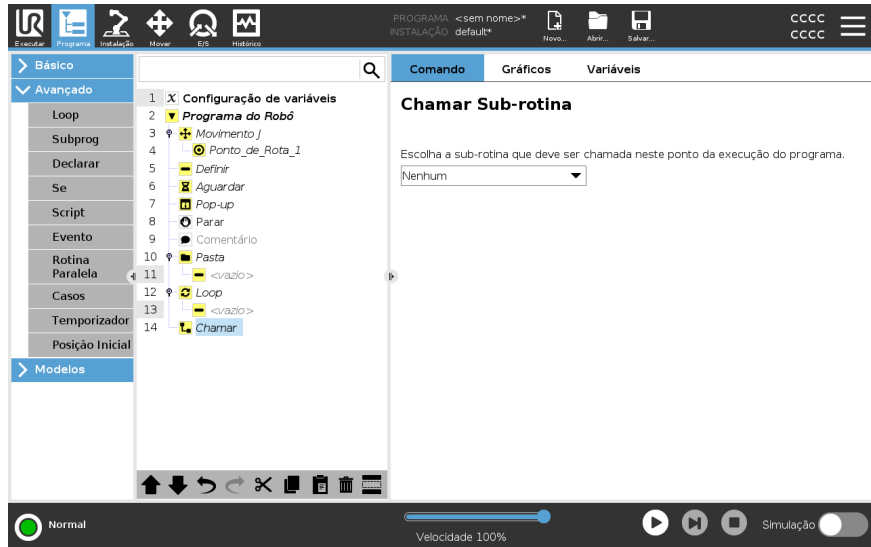 PROGRAMA <sem nome>*
INSTALAÇÃO default*
cccc
cccc
Executar Programa Instalação Mover E/S Histórico Novo... Abrir... Salvar...
Básico
Avançado
Loop
Subprog
Declarar
Se
Script
Evento
Rotina
Paralela
Casos
Temporizador
Posição Inicial
Modelos
1 x Configuração de variáveis
2 Programa do Robô
3 Movimento J
4 Ponto_de_Rota_1
5 Definir
6 Aguardar
7 Pop-up
8 Parar
9 Comentário
10 Pasta
11 <vazio>
12 Loop
13 <vazio>
14 Chamar
Comando Gráficos Variáveis
Chamar Sub-rotina
Escolha a sub-rotina que deve ser chamada neste ponto da execução do programa.
Nenhum
Normal
Velocidade 100%
Simulação